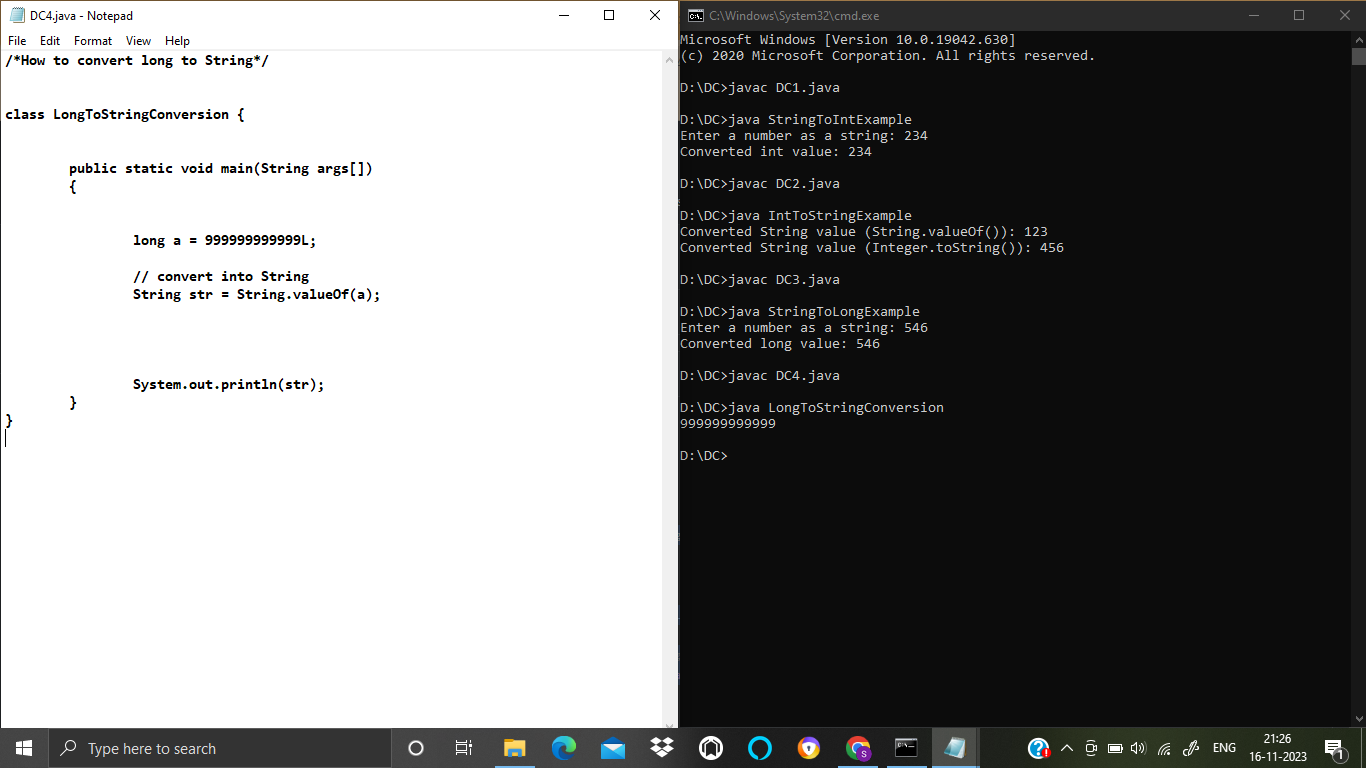 DC4.java - Notepad
File Edit Format View Help
/*How to convert long to String*/
class LongToStringConversion {
public static void main(String args[])
{
long a = 999999999999L;
// convert into String
String str = String.valueOf(a);
System.out.println(str);
}
}
C:\Windows\System32\cmd.exe
Microsoft Windows [Version 10.0.19042.630]
(c) 2020 Microsoft Corporation. All rights reserved.
D:\DC>javac DC1.java
D:\DC>java StringToIntExample
Enter a number as a string: 234
Converted int value: 234
D:\DC>javac DC2.java
D:\DC>java IntToStringExample
Converted String value (String.valueOf()): 123
Converted String value (Integer.toString()): 456
D:\DC>javac DC3.java
D:\DC>java StringToLongExample
Enter a number as a string: 546
Converted long value: 546
D:\DC>javac DC4.java
D:\DC>java LongToStringConversion
999999999999
D:\DC>
Type here to search
S
ENG
21:26
16-11-2023
1